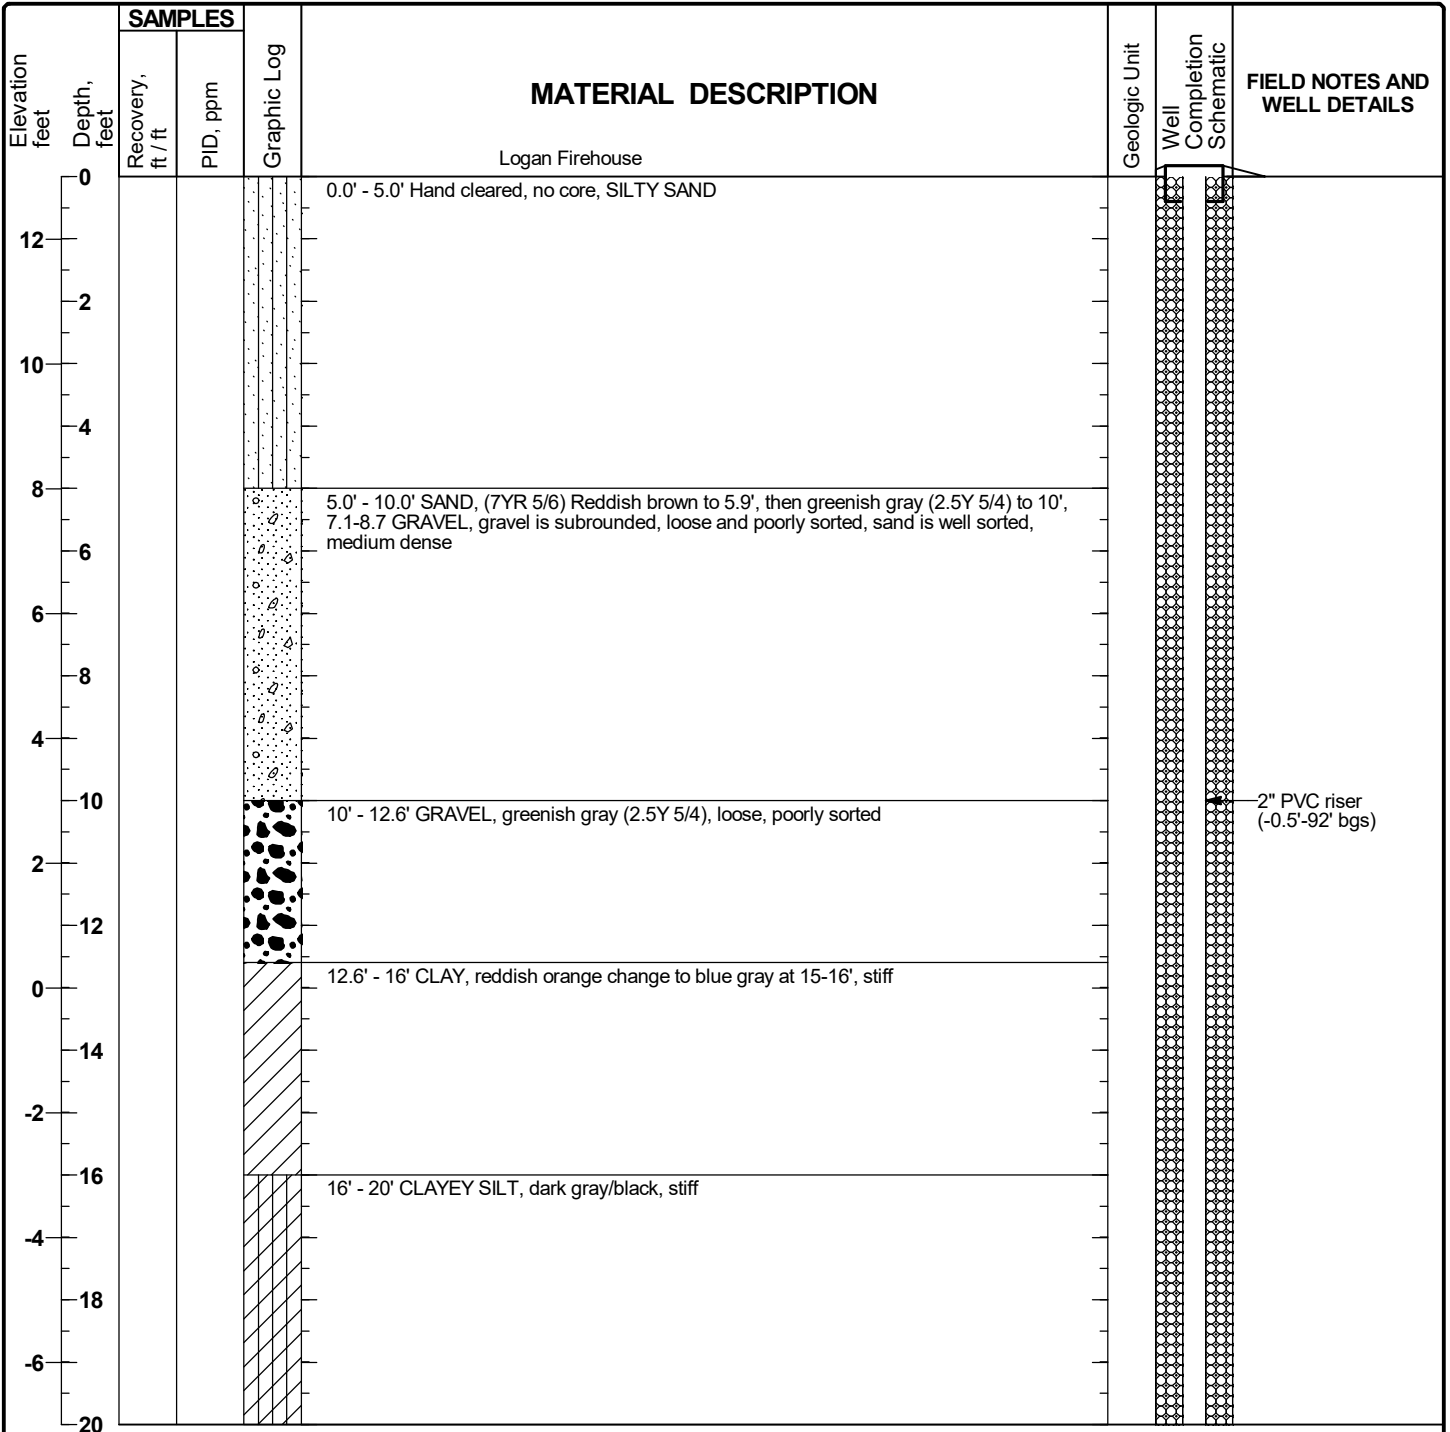 SAMPLES
Elevation
feet
Depth,
feet
Recovery,
ft / ft
PID, ppm
Graphic Log
MATERIAL DESCRIPTION
Logan Firehouse
Geologic Unit
Well
Completion
Schematic
FIELD NOTES AND
WELL DETAILS
0
0.0' - 5.0' Hand cleared, no core, SILTY SAND
12
2
10
4
8
5.0' - 10.0' SAND, (7YR 5/6) Reddish brown to 5.9', then greenish gray (2.5Y 5/4) to 10',
7.1-8.7 GRAVEL, gravel is subrounded, loose and poorly sorted, sand is well sorted,
medium dense
6
6
8
4
10
10' - 12.6' GRAVEL, greenish gray (2.5Y 5/4), loose, poorly sorted
2" PVC riser
(-0.5'-92' bgs)
2
12
12.6' - 16' CLAY, reddish orange change to blue gray at 15-16', stiff
0
14
-2
16
16' - 20' CLAYEY SILT, dark gray/black, stiff
-4
18
-6
20